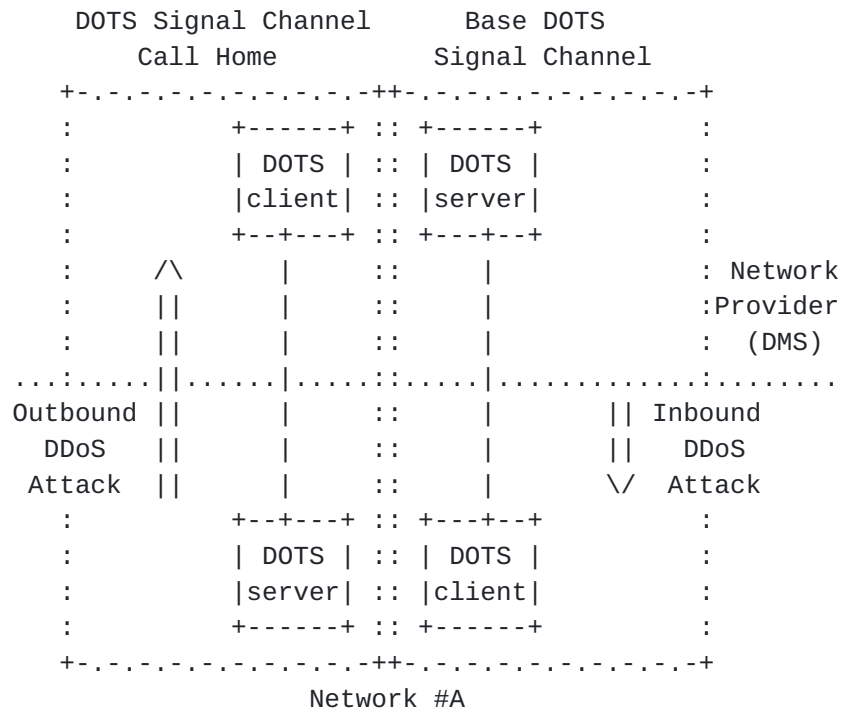 DOTS Signal Channel      Base DOTS
        Call Home          Signal Channel
   +-.-.-.-.-.-.-.-.-.-++-.-.-.-.-.-.-.-.-.-+
   :          +------+ :: +------+          :
   :          | DOTS | :: | DOTS |          :
   :          |client| :: |server|          :
   :          +--+---+ :: +---+--+          :
   :     /\      |     ::     |             : Network
   :     ||      |     ::     |             :Provider
   :     ||      |     ::     |             :  (DMS)
...:.....||......|.....::.....|.............:........
Outbound ||      |     ::     |       || Inbound
  DDoS   ||      |     ::     |       ||   DDoS
 Attack  ||      |     ::     |       \/  Attack
   :          +--+---+ :: +---+--+          :
   :          | DOTS | :: | DOTS |          :
   :          |server| :: |client|          :
   :          +------+ :: +------+          :
   +-.-.-.-.-.-.-.-.-.-++-.-.-.-.-.-.-.-.-.-+
                   Network #A